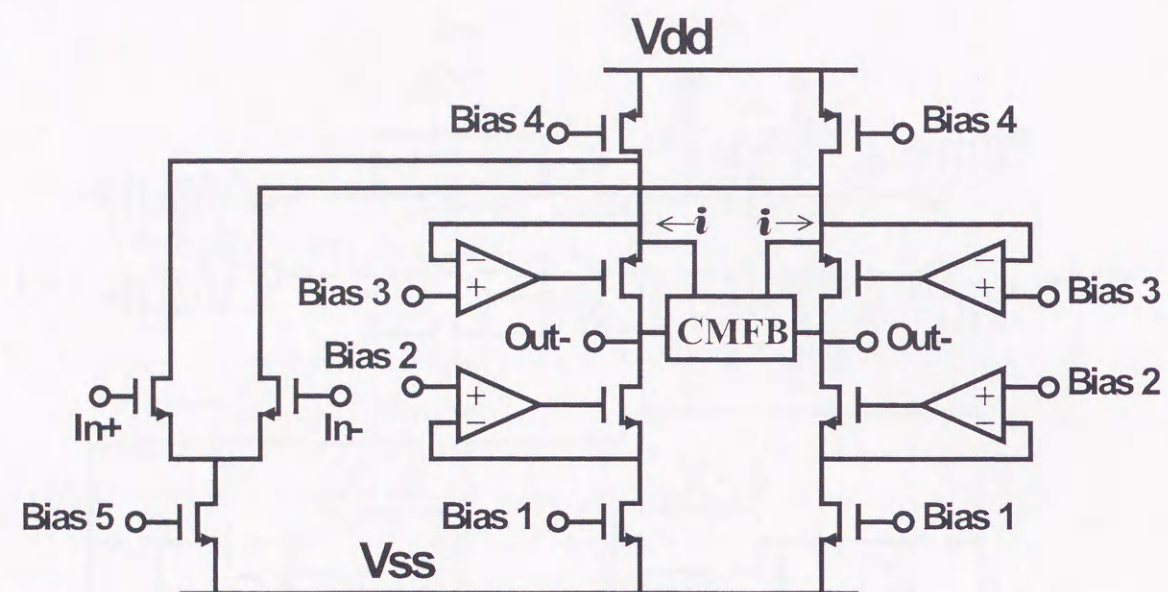 Vdd
Bias 4
Bias 4
i
i
−
+
−
+
Bias 3
Bias 3
Out-
CMFB
Out-
Bias 2
Bias 2
+
−
+
−
In+
In-
Bias 5
Bias 1
Bias 1
Vss